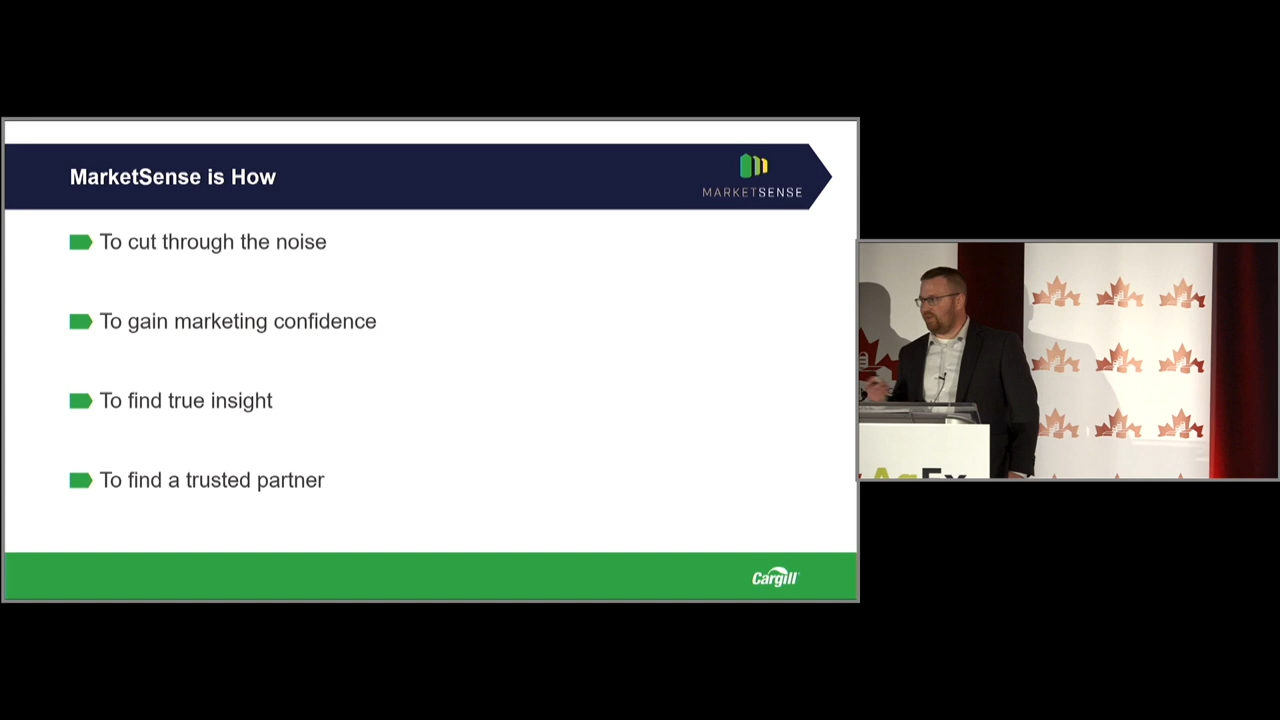 MarketSense is How
MARKETSENSE
To cut through the noise
To gain marketing confidence
To find true insight
To find a trusted partner
Cargill
AgEx